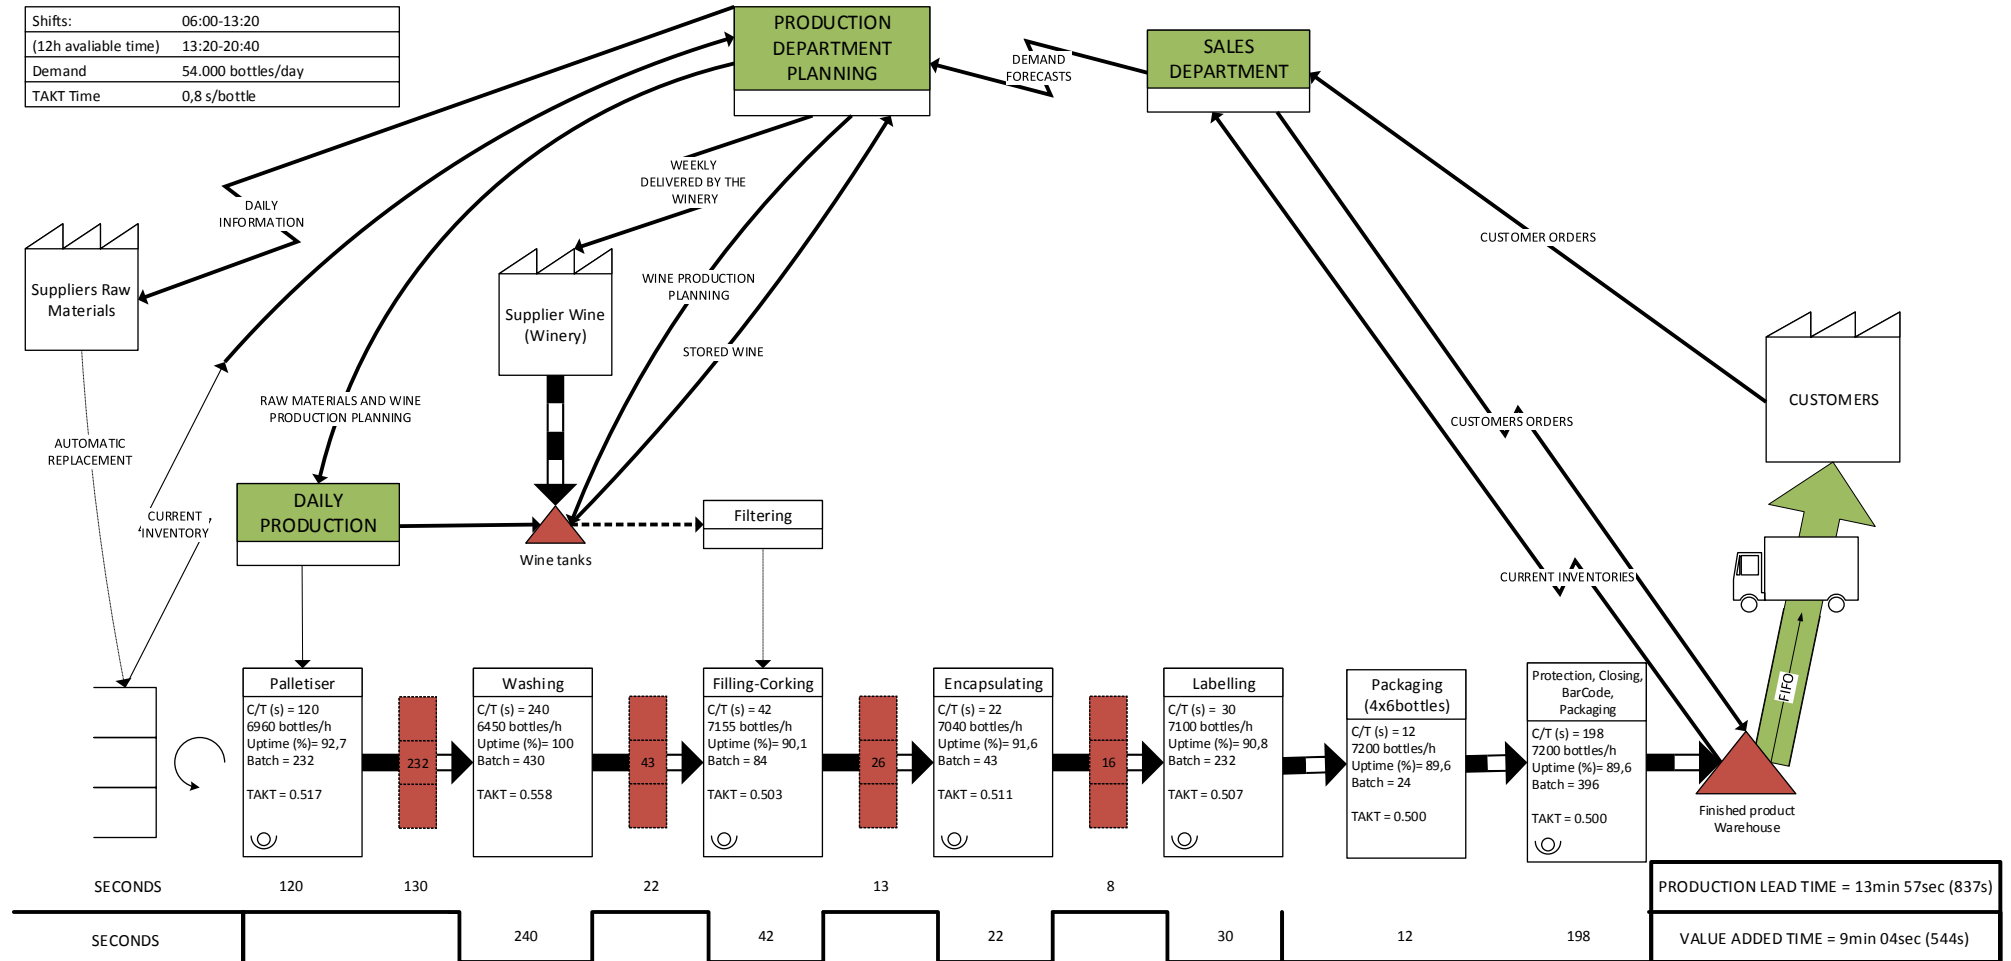 Shifts: 06:00-13:20
(12h avaliable time) 13:20-20:40
Demand 54.000 bottles/day
TAKT Time 0,8 s/bottle
PRODUCTION
DEPARTMENT
PLANNING
SALES
DEPARTMENT
DEMAND
FORECASTS
DAILY
INFORMATION
WEEKLY
DELIVERED BY THE
WINERY
CUSTOMER ORDERS
Suppliers Raw
Materials
Supplier Wine
(Winery)
WINE PRODUCTION
PLANNING
STORED WINE
CUSTOMERS
RAW MATERIALS AND WINE
PRODUCTION PLANNING
CUSTOMERS ORDERS
AUTOMATIC
REPLACEMENT
CURRENT
INVENTORY
DAILY
PRODUCTION
Wine tanks
Filtering
CURRENT INVENTORIES
FIFO
Palletiser
C/T (s) = 120
6960 bottles/h
Uptime (%)= 92,7
Batch = 232
TAKT = 0.517
232
Washing
C/T (s) = 240
6450 bottles/h
Uptime (%)= 100
Batch = 430
TAKT = 0.558
43
Filling-Corking
C/T (s) = 42
7155 bottles/h
Uptime (%)= 90,1
Batch = 84
TAKT = 0.503
26
Encapsulating
C/T (s) = 22
7040 bottles/h
Uptime (%)= 91,6
Batch = 43
TAKT = 0.511
16
Labelling
C/T (s) = 30
7100 bottles/h
Uptime (%)= 90,8
Batch = 232
TAKT = 0.507
Packaging
(4x6bottles)
C/T (s) = 12
7200 bottles/h
Uptime (%)= 89,6
Batch = 24
TAKT = 0.500
Protection, Closing,
BarCode,
Packaging
C/T (s) = 198
7200 bottles/h
Uptime (%)= 89,6
Batch = 396
TAKT = 0.500
Finished product
Warehouse
SECONDS 120 130 22 13 8
PRODUCTION LEAD TIME = 13min 57sec (837s)
SECONDS 240 42 22 30 12 198
VALUE ADDED TIME = 9min 04sec (544s)